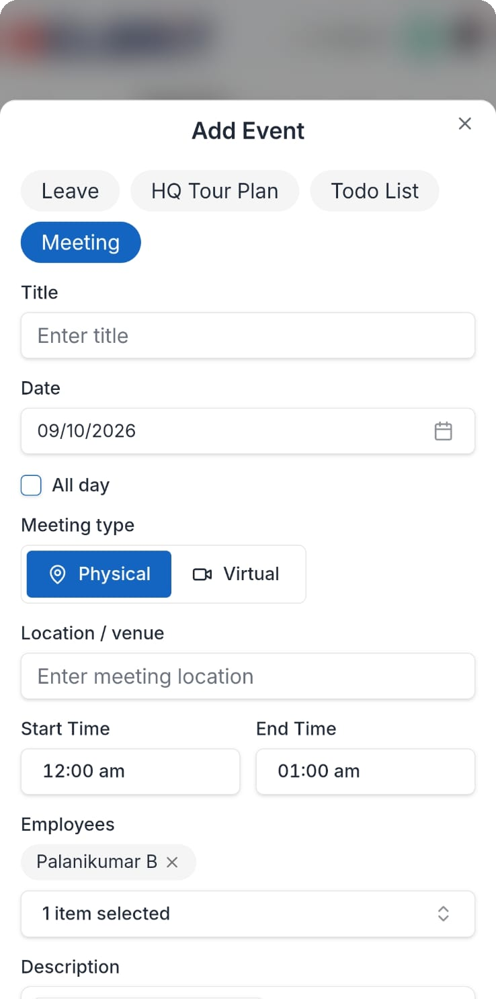 Add Event
Leave HQ Tour Plan Todo List
Meeting
Title
Enter title
Date
09/10/2026
All day
Meeting type
Physical Virtual
Location / venue
Enter meeting location
Start Time End Time
12:00 am 01:00 am
Employees
Palanikumar B
1 item selected
Description